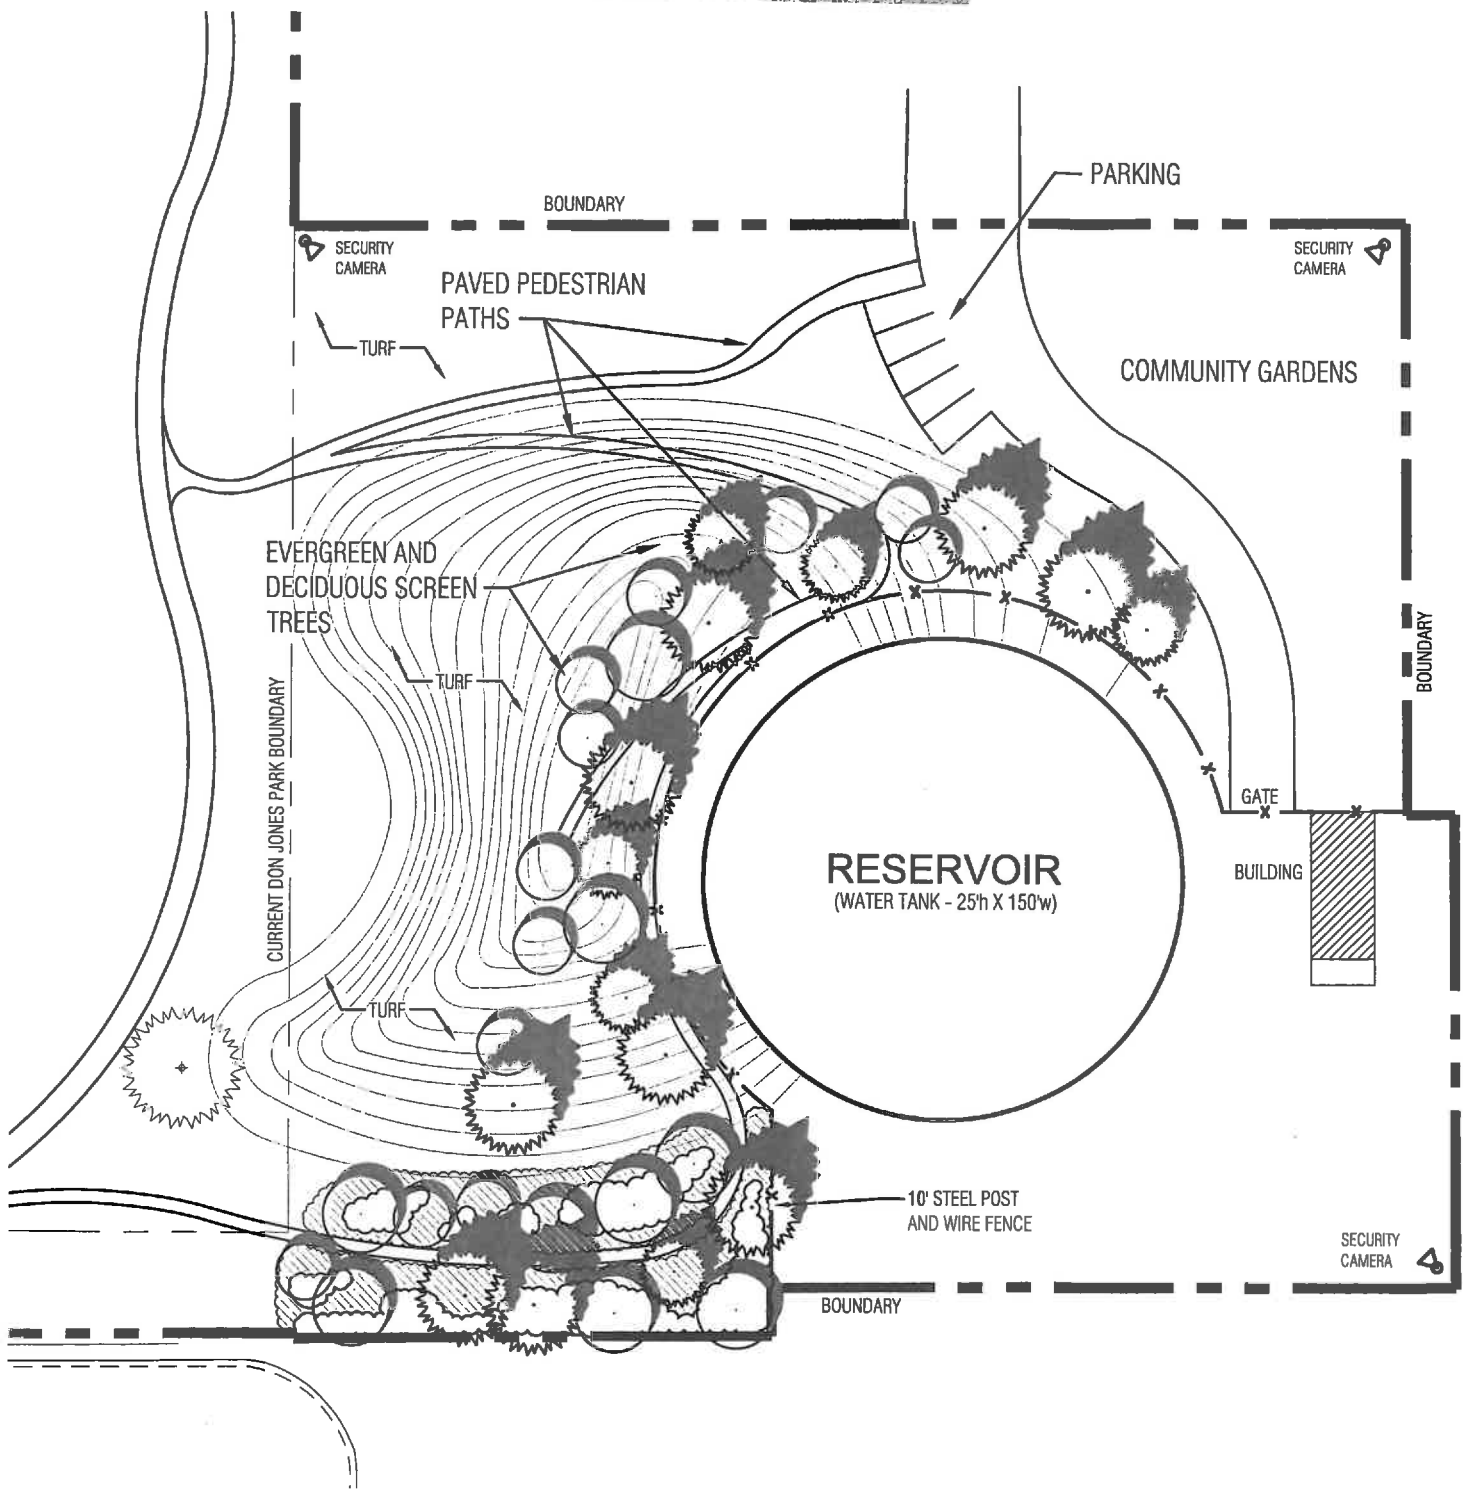 PARKING
BOUNDARY
SECURITY
CAMERA
SECURITY
CAMERA
PAVED PEDESTRIAN
PATHS
TURF
COMMUNITY GARDENS
EVERGREEN AND
DECIDUOUS SCREEN
TREES
TURF
BOUNDARY
CURRENT DON JONES PARK BOUNDARY
GATE
RESERVOIR
(WATER TANK - 25'h X 150'w)
BUILDING
TURF
10' STEEL POST
AND WIRE FENCE
SECURITY
CAMERA
BOUNDARY